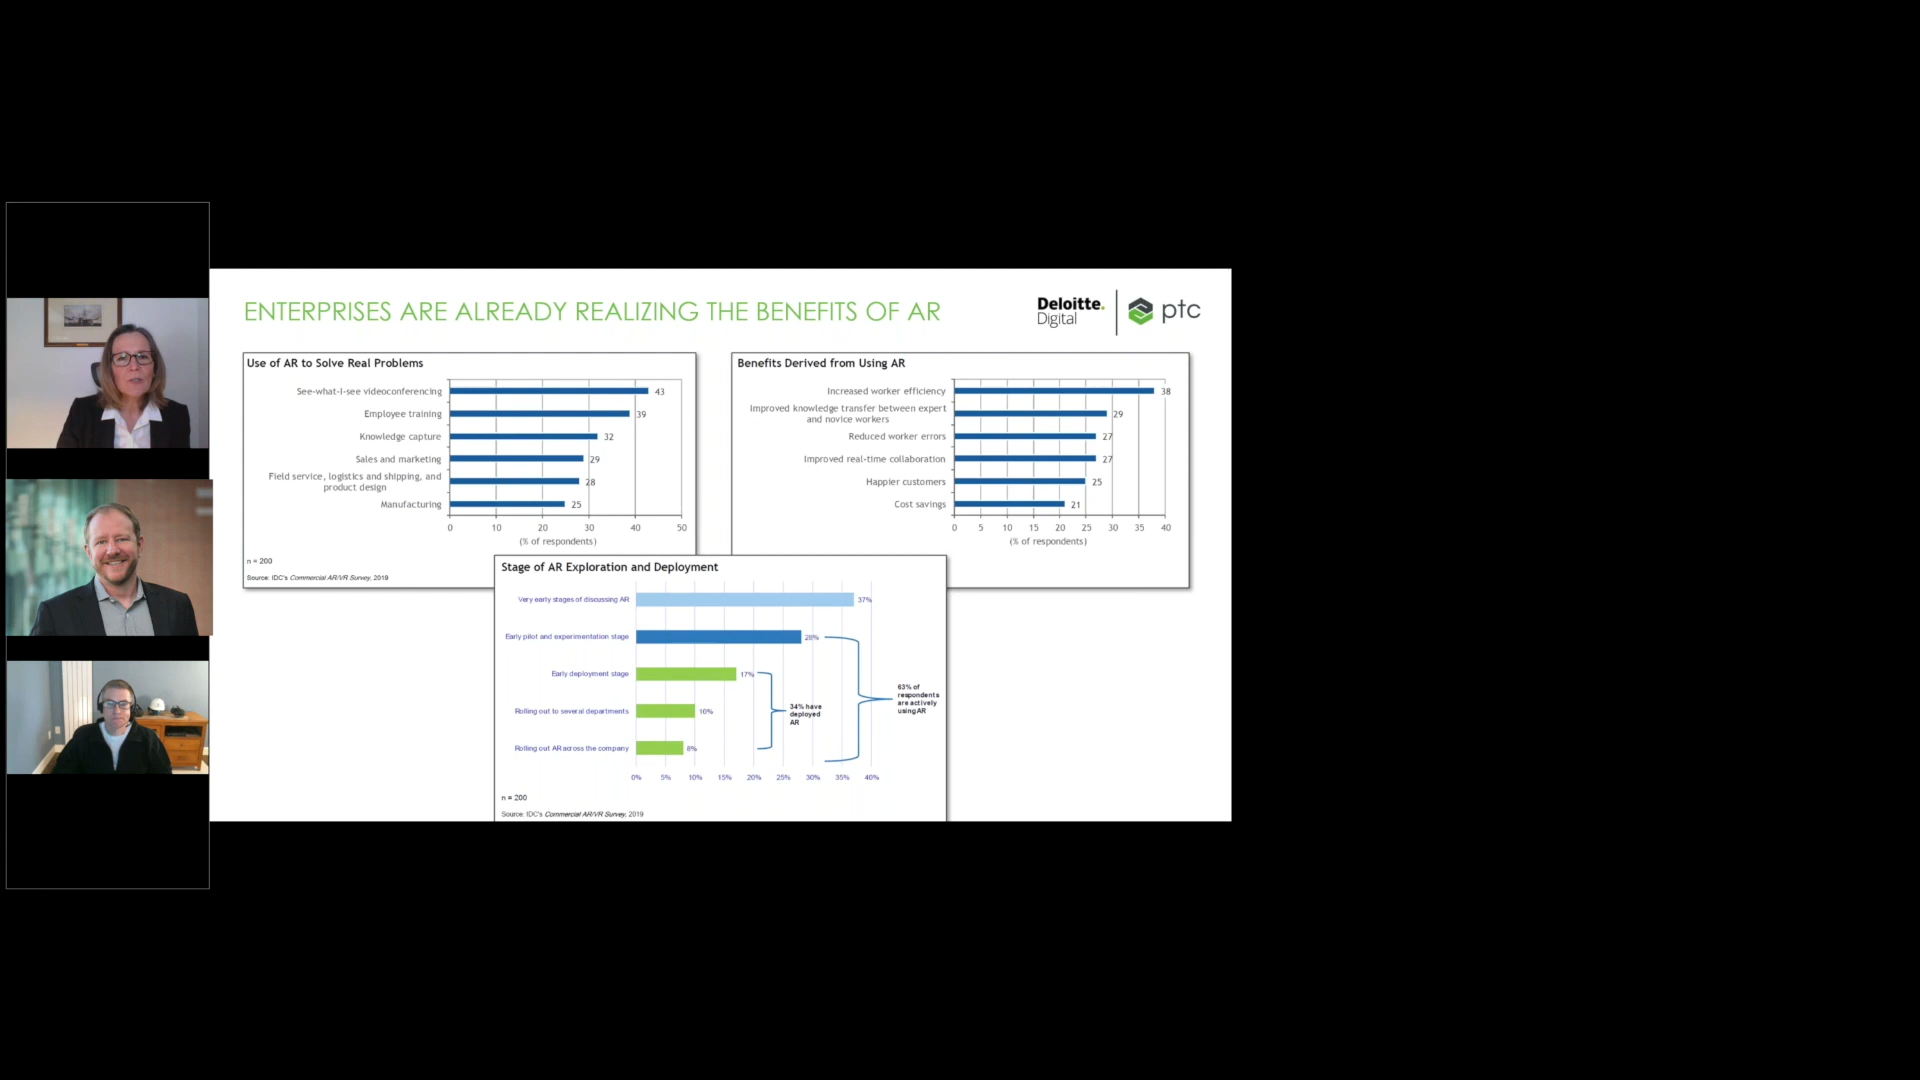 ENTERPRISES ARE ALREADY REALIZING THE BENEFITS OF AR
Deloitte.
Digital
ptc
Use of AR to Solve Real Problems
See-what-I-see videoconferencing
43
Employee training
39
Knowledge capture
32
Sales and marketing
29
Field service, logistics and shipping, and
product design
28
Manufacturing
25
0 10 20 30 40 50
(% of respondents)
n = 200
Source: IDC's Commercial AR/VR Survey, 2019
Benefits Derived from Using AR
Increased worker efficiency
38
Improved knowledge transfer between expert
and novice workers
29
Reduced worker errors
27
Improved real-time collaboration
27
Happier customers
25
Cost savings
21
0 5 10 15 20 25 30 35 40
(% of respondents)
Stage of AR Exploration and Deployment
Very early stages of discussing AR
37%
Early pilot and experimentation stage
28%
Early deployment stage
17%
Rolling out to several departments
10%
Rolling out AR across the company
8%
34% have
deployed
AR
63% of
respondents
are actively
using AR
0% 5% 10% 15% 20% 25% 30% 35% 40%
n = 200
Source: IDC's Commercial AR/VR Survey, 2019